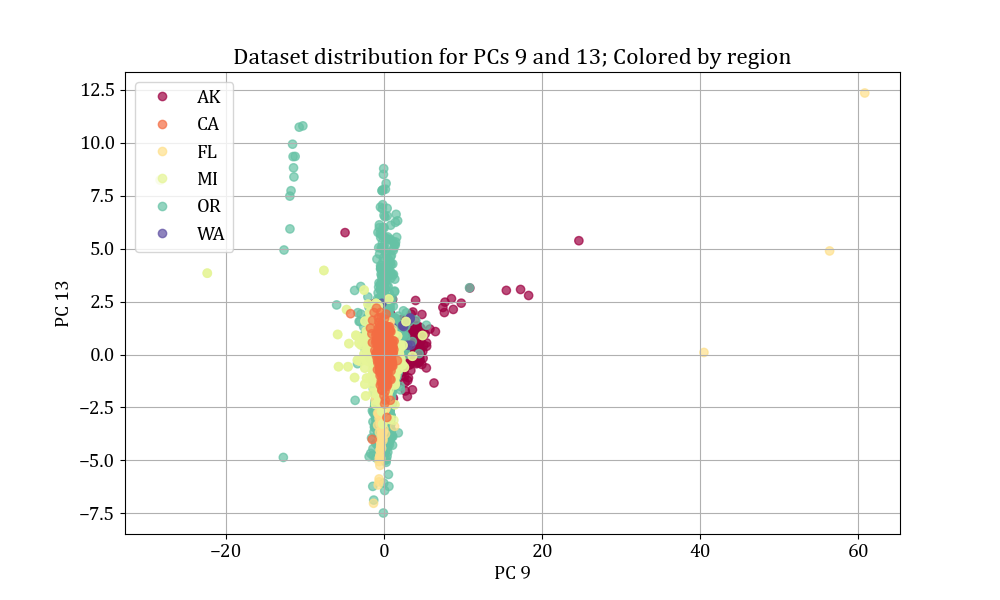 Dataset distribution for PCs 9 and 13; Colored by region
12.5
10.0
7.5
5.0
2.5
0.0
−2.5
−5.0
−7.5
PC 13
AK
CA
FL
MI
OR
WA
−20
0
20
40
60
PC 9